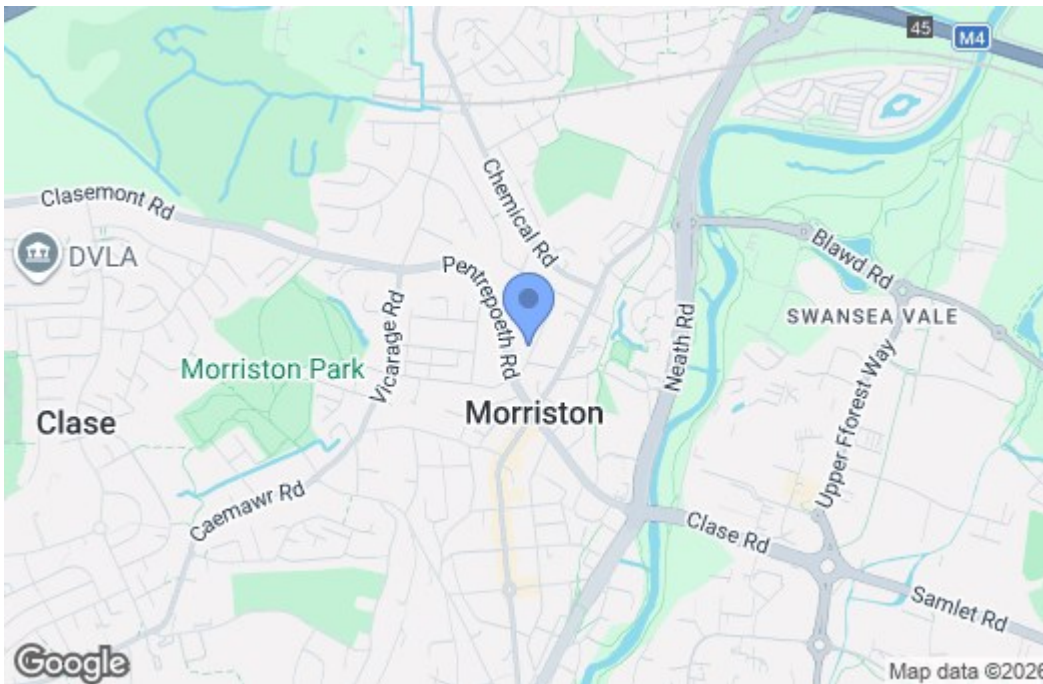 45
M4
Clasemont Rd
DVLA
Chemical Rd
Pentrepoeth Rd
Blawd Rd
SWANSEA VALE
Morriston Park
Vicarage Rd
Neath Rd
Upper Fforest Way
Clase
Morriston
Caemawr Rd
Clase Rd
Samlet Rd
Google
Map data ©2026